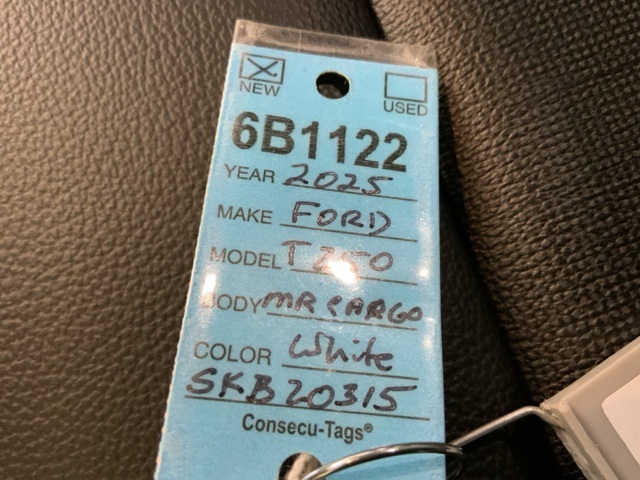 NEW
USED
6B1122
YEAR 2025
MAKE FORD
MODEL T250
BODY MR CARGO
COLOR White
SKB20315
Consecu-Tags®